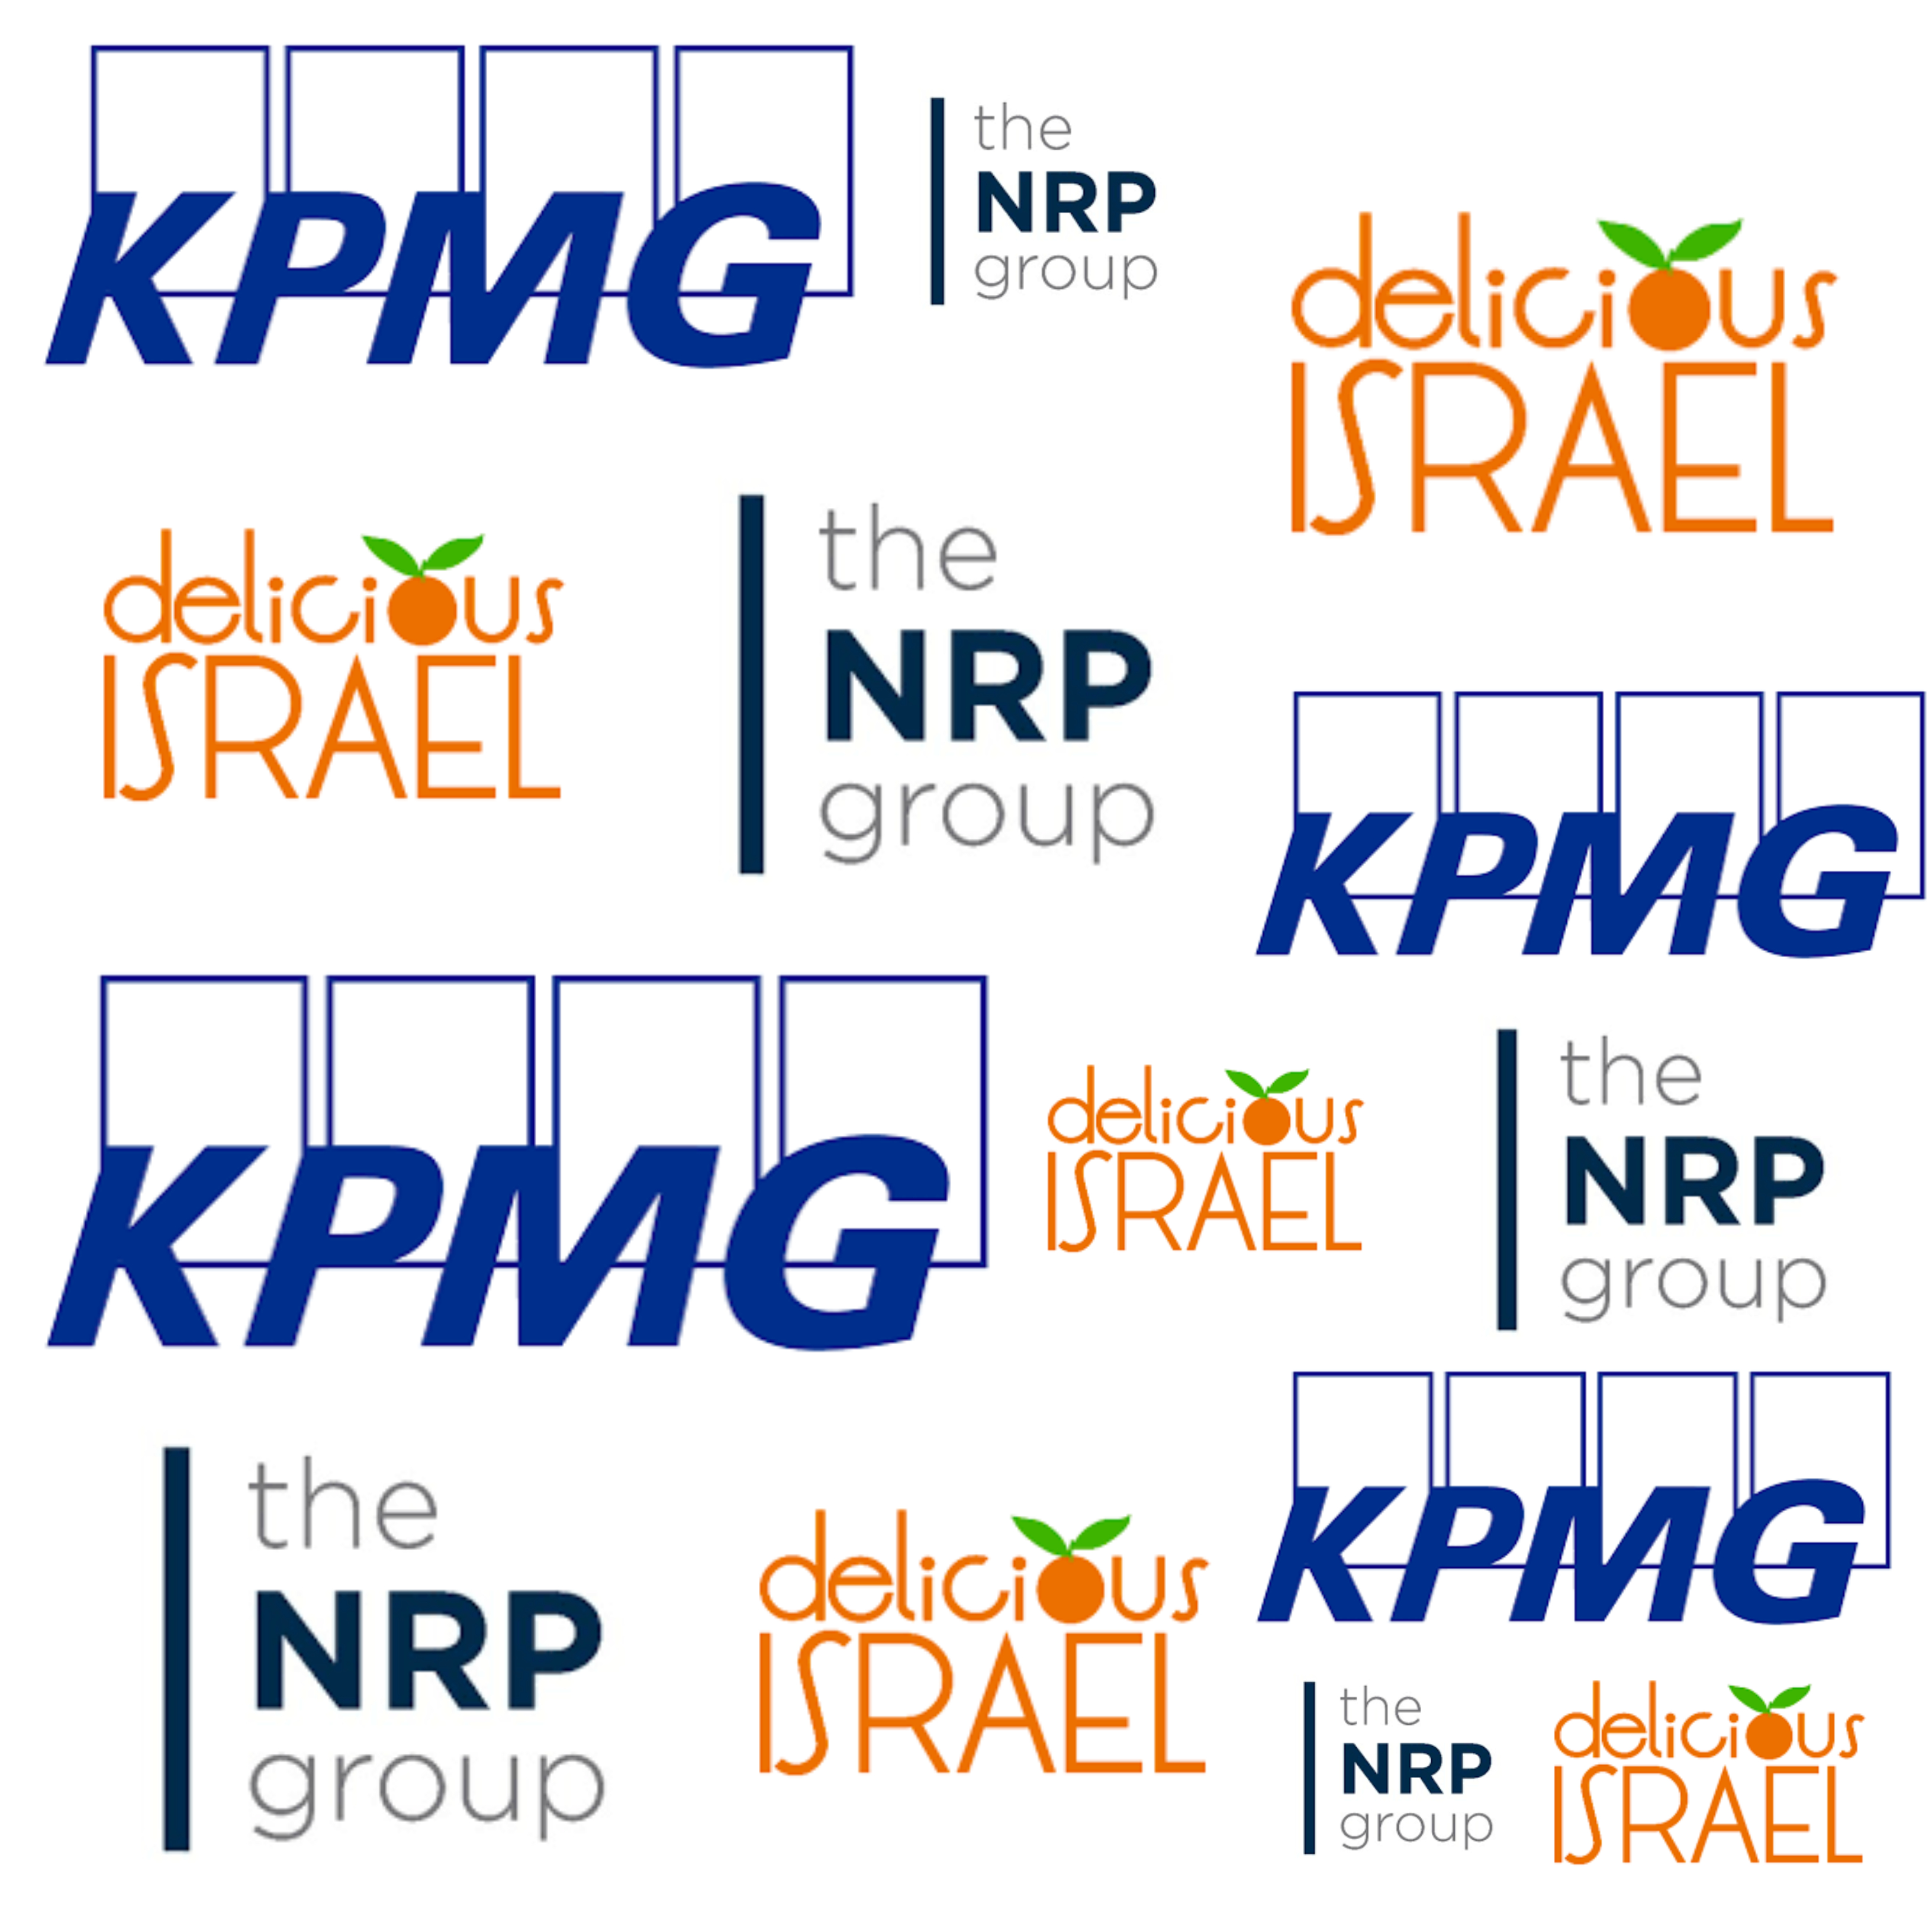 KPMG
the
NRP
group
delicious
ISRAEL
delicious
ISRAEL
the
NRP
group
KPMG
KPMG
delicious
ISRAEL
the
NRP
group
KPMG
the
NRP
group
delicious
ISRAEL
the
NRP
group
delicious
ISRAEL